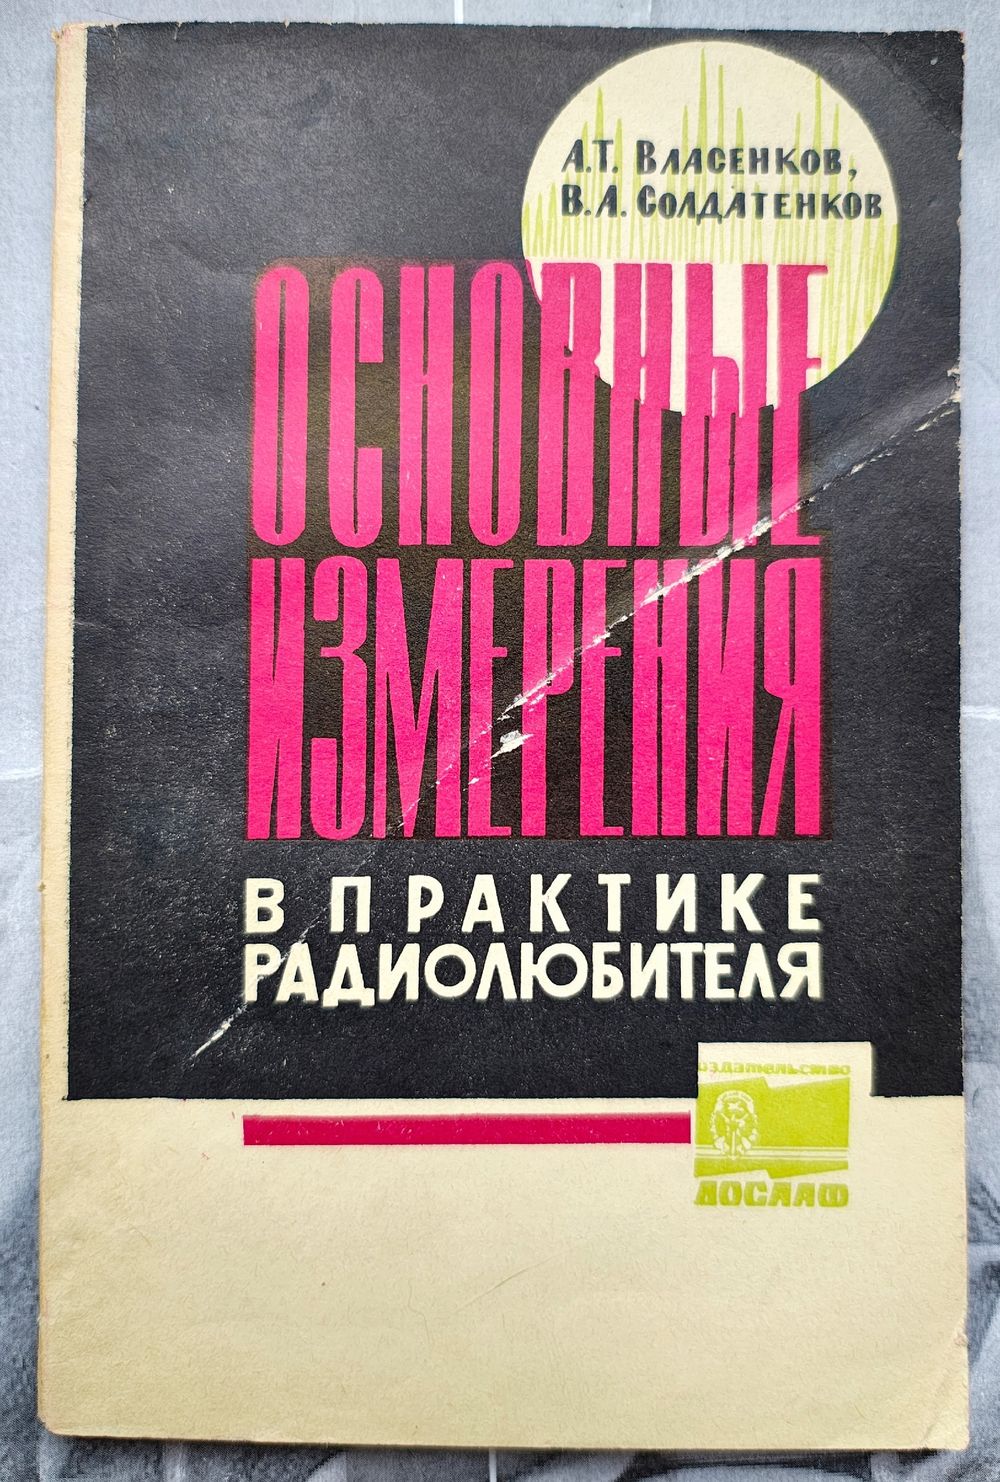 А.Т. ВЛАСЕНКОВ,
В.А. СОЛДАТЕНКОВ
ОСНОВНЫЕ
ИЗМЕРЕНИЯ
В ПРАКТИКЕ
РАДИОЛЮБИТЕЛЯ
издательство
ДОСААФ